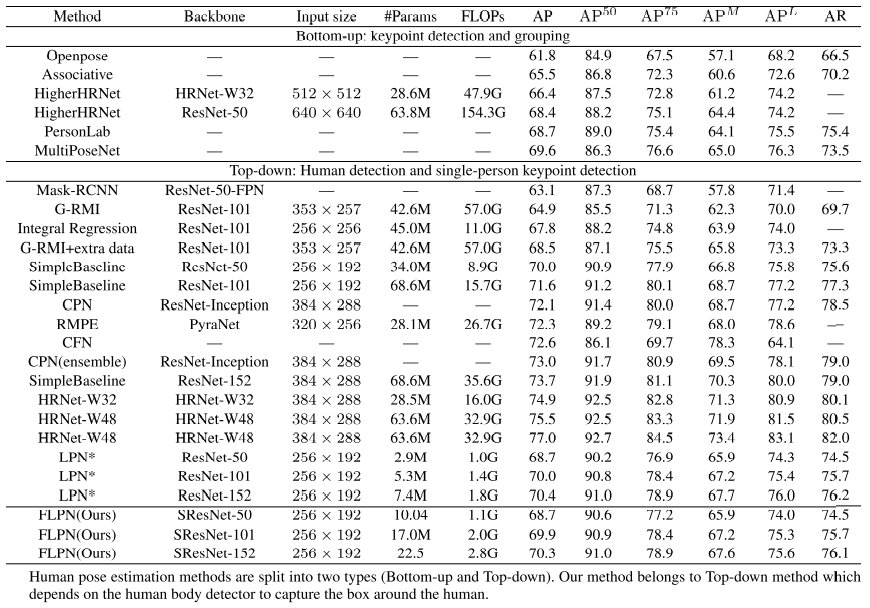 Method Backbone Input size #Params FLOPs AP AP^50 AP^75 AP^M AP^L AR
Bottom-up: keypoint detection and grouping
Openpose — — — — 61.8 84.9 67.5 57.1 68.2 66.5
Associative — — — — 65.5 86.8 72.3 60.6 72.6 70.2
HigherHRNet HRNet-W32 512 × 512 28.6M 47.9G 66.4 87.5 72.8 61.2 74.2 —
HigherHRNet ResNet-50 640 × 640 63.8M 154.3G 68.4 88.2 75.1 64.4 74.2 —
PersonLab — — — — 68.7 89.0 75.4 64.1 75.5 75.4
MultiPoseNet — — — — 69.6 86.3 76.6 65.0 76.3 73.5
Top-down: Human detection and single-person keypoint detection
Mask-RCNN ResNet-50-FPN — — — 63.1 87.3 68.7 57.8 71.4 —
G-RMI ResNet-101 353 × 257 42.6M 57.0G 64.9 85.5 71.3 62.3 70.0 69.7
Integral Regression ResNet-101 256 × 256 45.0M 11.0G 67.8 88.2 74.8 63.9 74.0 —
G-RMI+extra data ResNet-101 353 × 257 42.6M 57.0G 68.5 87.1 75.5 65.8 73.3 73.3
SimpleBaseline ResNet-50 256 × 192 34.0M 8.9G 70.0 90.9 77.9 66.8 75.8 75.6
SimpleBaseline ResNet-101 256 × 192 68.6M 15.7G 71.6 91.2 80.1 68.7 77.2 77.3
CPN ResNet-Inception 384 × 288 — — 72.1 91.4 80.0 68.7 77.2 78.5
RMPE PyraNet 320 × 256 28.1M 26.7G 72.3 89.2 79.1 68.0 78.6 —
CFN — — — — 72.6 86.1 69.7 78.3 64.1 —
CPN(ensemble) ResNet-Inception 384 × 288 — — 73.0 91.7 80.9 69.5 78.1 79.0
SimpleBaseline ResNet-152 384 × 288 68.6M 35.6G 73.7 91.9 81.1 70.3 80.0 79.0
HRNet-W32 HRNet-W32 384 × 288 28.5M 16.0G 74.9 92.5 82.8 71.3 80.9 80.1
HRNet-W48 HRNet-W48 384 × 288 63.6M 32.9G 75.5 92.5 83.3 71.9 81.5 80.5
HRNet-W48 HRNet-W48 384 × 288 63.6M 32.9G 77.0 92.7 84.5 73.4 83.1 82.0
LPN* ResNet-50 256 × 192 2.9M 1.0G 68.7 90.2 76.9 65.9 74.3 74.5
LPN* ResNet-101 256 × 192 5.3M 1.4G 70.0 90.8 78.4 67.2 75.4 75.7
LPN* ResNet-152 256 × 192 7.4M 1.8G 70.4 91.0 78.9 67.7 76.0 76.2
FLPN(Ours) SResNet-50 256 × 192 10.04 1.1G 68.7 90.6 77.2 65.9 74.0 74.5
FLPN(Ours) SResNet-101 256 × 192 17.0M 2.0G 69.9 90.9 78.4 67.2 75.3 75.7
FLPN(Ours) SResNet-152 256 × 192 22.5 2.8G 70.3 91.0 78.9 67.6 75.6 76.1
Human pose estimation methods are split into two types (Bottom-up and Top-down). Our method belongs to Top-down method which
depends on the human body detector to capture the box around the human.